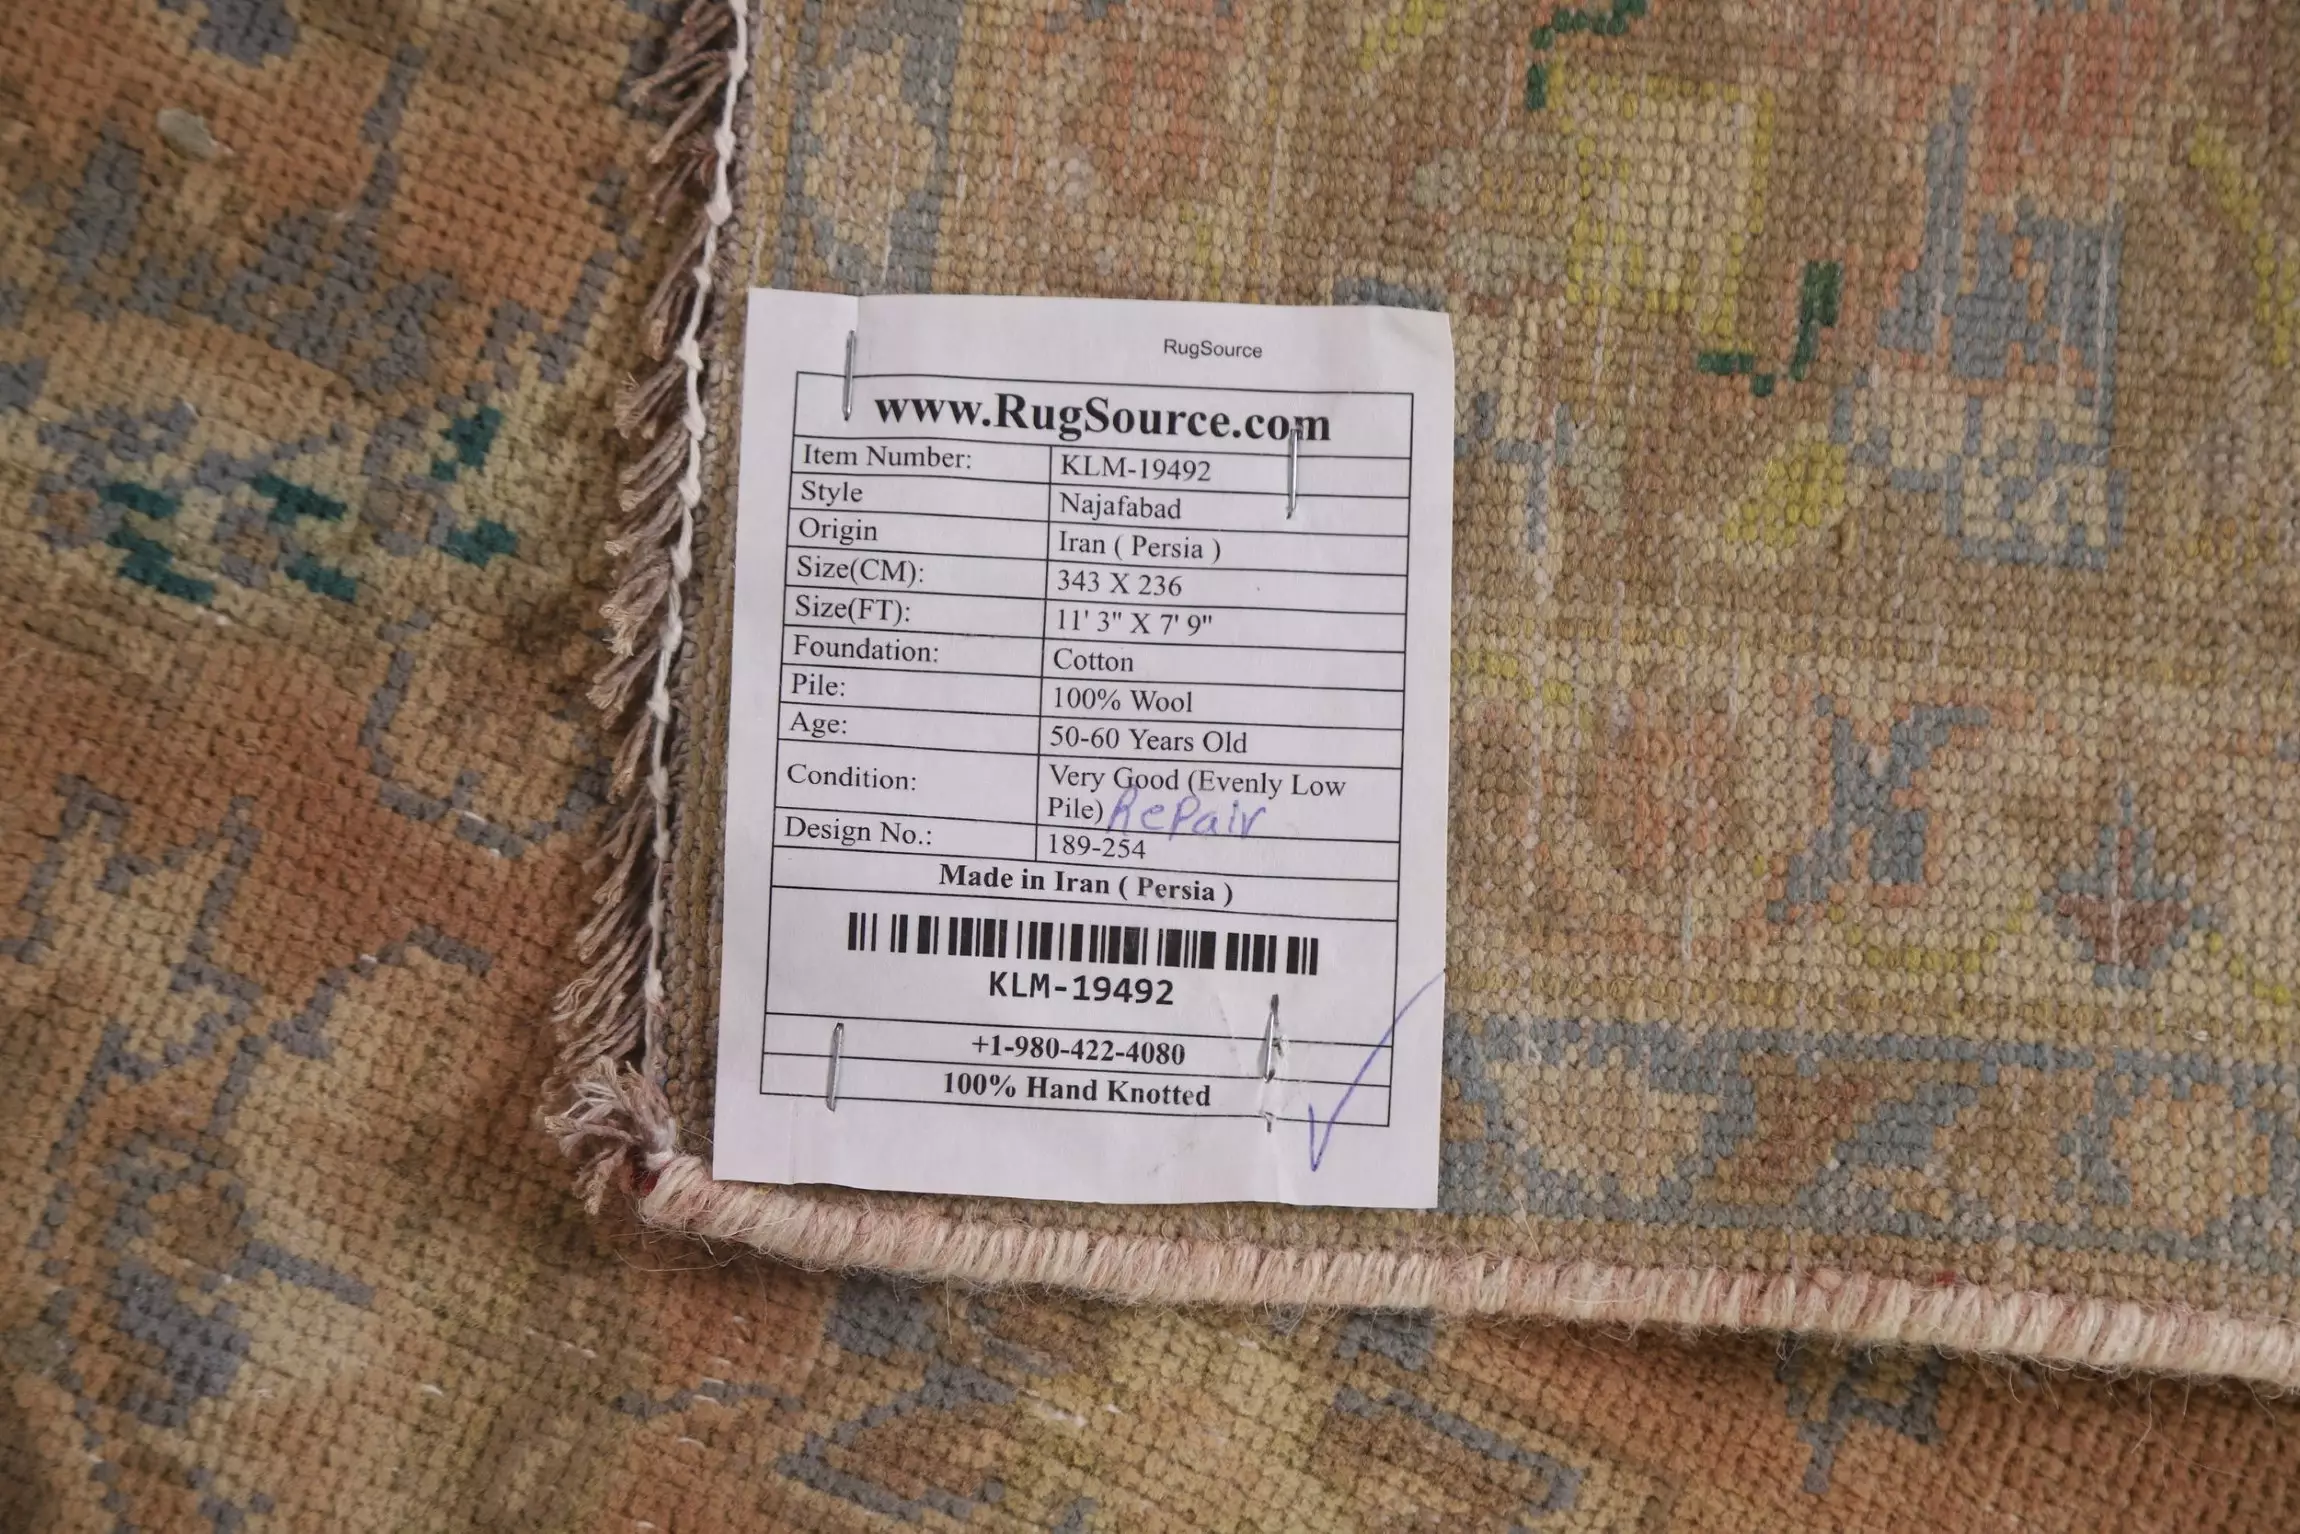 RugSource
www.RugSource.com
Item Number: KLM-19492
Style Najafabad
Origin Iran ( Persia )
Size(CM): 343 X 236
Size(FT): 11' 3" X 7' 9"
Foundation: Cotton
Pile: 100% Wool
Age: 50-60 Years Old
Condition: Very Good (Evenly Low
Pile) Repair
Design No.: 189-254
Made in Iran ( Persia )
KLM-19492
+1-980-422-4080
100% Hand Knotted